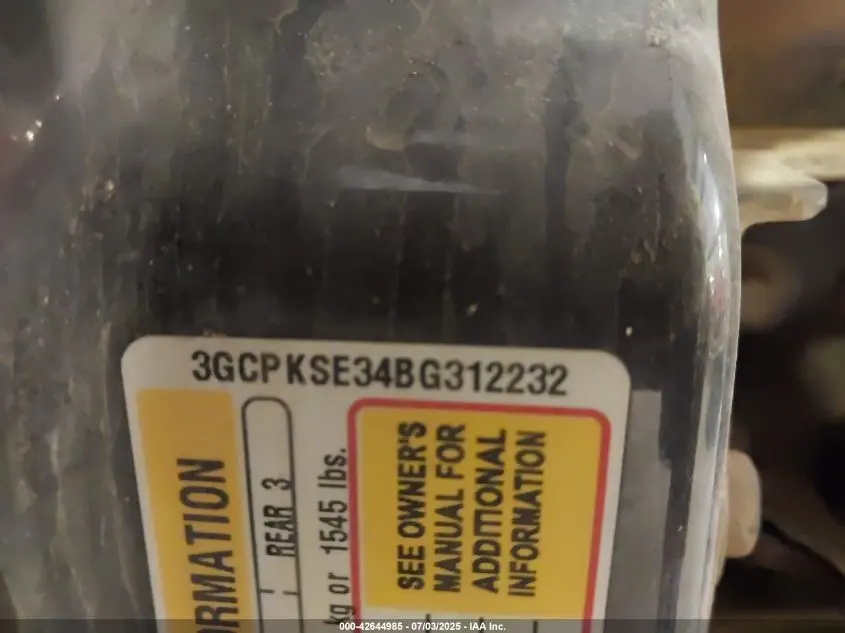 3GCPKSE34BG312232
ORMATION
REAR 3
kg or 1545 lbs.
SEE OWNER'S
MANUAL FOR
ADDITIONAL
INFORMATION
000-42644985 - 07/03/2025 - IAA Inc.